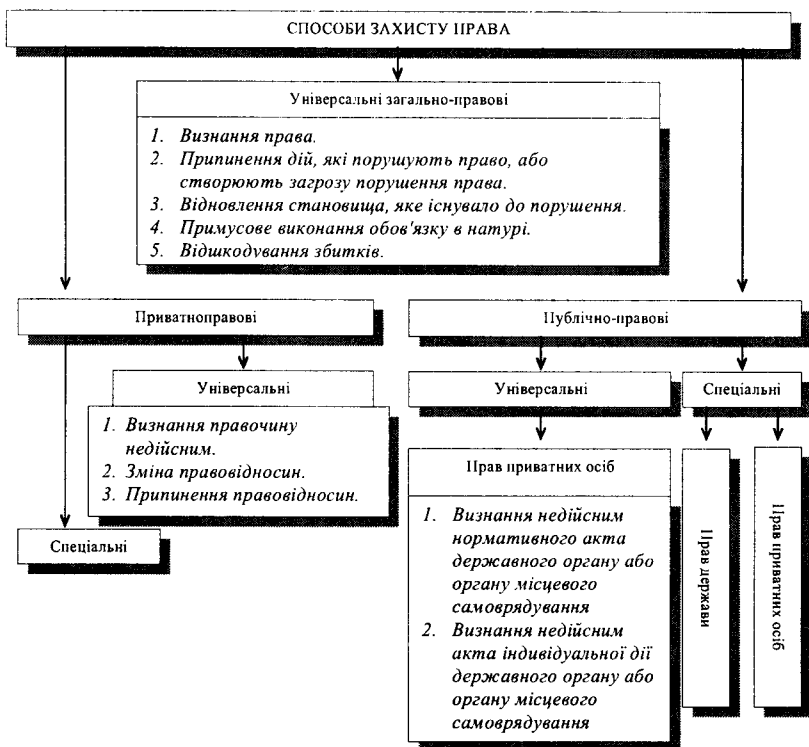 СПОСОБИ ЗАХИСТУ ПРАВА
Універсальні загально-правові
1. Визнання права.
2. Припинення дій, які порушують право, або
створюють загрозу порушення права.
3. Відновлення становища, яке існувало до порушення.
4. Примусове виконання обов'язку в натурі.
5. Відшкодування збитків.
Приватноправові
Публічно-правові
Універсальні
1. Визнання правочину
недійсним.
2. Зміна правовідносин.
3. Припинення правовідносин.
Спеціальні
Універсальні
Спеціальні
Прав приватних осіб
1. Визнання недійсним
нормативного акта
державного органу або
органу місцевого
самоврядування
2. Визнання недійсним
акта індивідуальної дії
державного органу або
органу місцевого
самоврядування
Прав держави
Прав приватних осіб